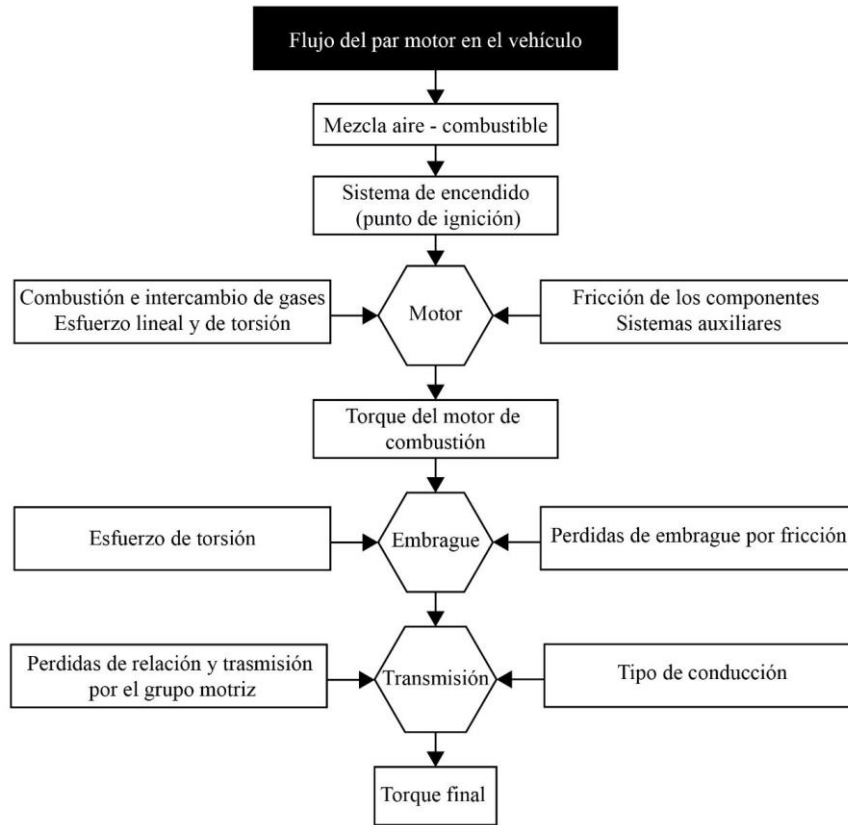 Flujo del par motor en el vehículo
Mezcla aire - combustible
Sistema de encendido
(punto de ignición)
Combustión e intercambio de gases
Esfuerzo lineal y de torsión
Motor
Fricción de los componentes
Sistemas auxiliares
Torque del motor de
combustión
Esfuerzo de torsión
Embrague
Perdidas de embrague por fricción
Perdidas de relación y trasmisión
por el grupo motriz
Transmisión
Tipo de conducción
Torque final